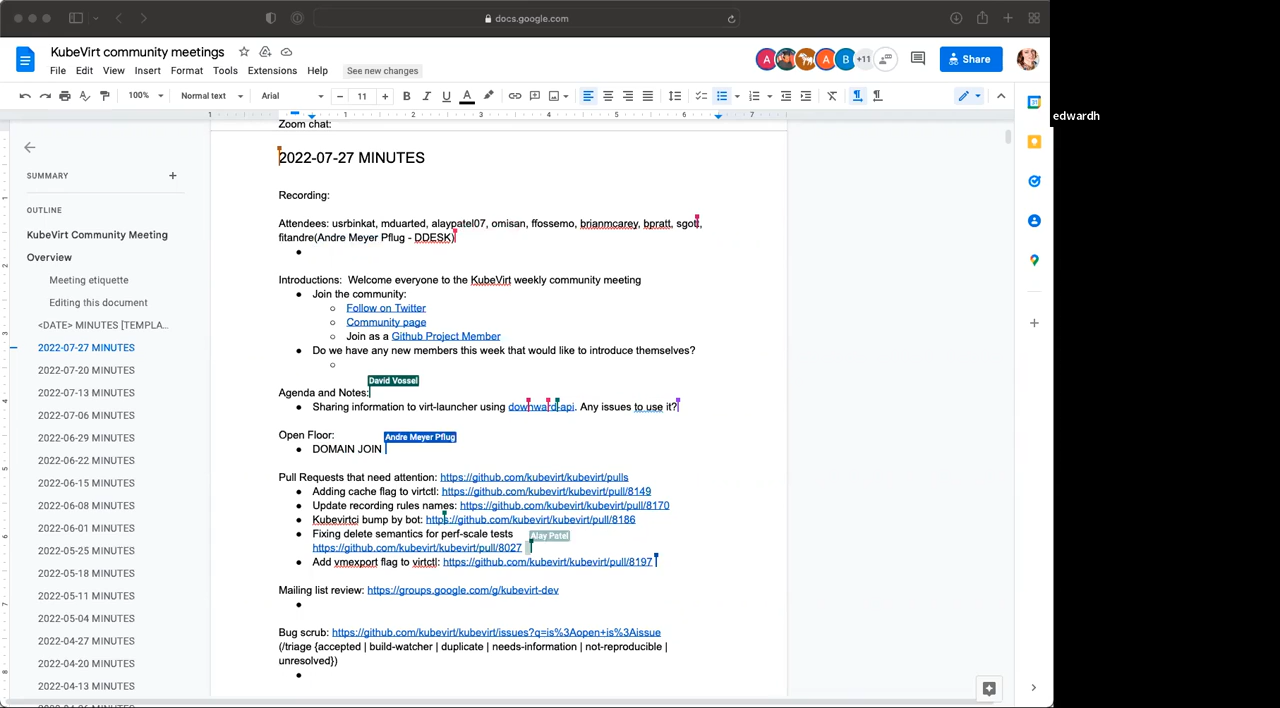 docs.google.com
KubeVirt community meetings
File Edit View Insert Format Tools Extensions Help See new changes
A A B +11 Share
100% Normal text Arial 11
1 1 2 3 4 5 6 7
edwardh
SUMMARY
OUTLINE
KubeVirt Community Meeting
Overview
Meeting etiquette
Editing this document
<DATE> MINUTES [TEMPLA...
2022-07-27 MINUTES
2022-07-20 MINUTES
2022-07-13 MINUTES
2022-07-06 MINUTES
2022-06-29 MINUTES
2022-06-22 MINUTES
2022-06-15 MINUTES
2022-06-08 MINUTES
2022-06-01 MINUTES
2022-05-25 MINUTES
2022-05-18 MINUTES
2022-05-11 MINUTES
2022-05-04 MINUTES
2022-04-27 MINUTES
2022-04-20 MINUTES
2022-04-13 MINUTES
Zoom chat:
2022-07-27 MINUTES
Recording:
Attendees: usrbinkat, mduarted, alaypatel07, omisan, ffossemo, brianmcarey, bpratt, sgott,
fitandre(Andre Meyer Pflug - DDESK)
Introductions: Welcome everyone to the KubeVirt weekly community meeting
Join the community:
Follow on Twitter
Community page
Join as a Github Project Member
Do we have any new members this week that would like to introduce themselves?
David Vossel
Agenda and Notes:
Sharing information to virt-launcher using downward-api. Any issues to use it?
Open Floor:
Andre Meyer Pflug
DOMAIN JOIN
Pull Requests that need attention: https://github.com/kubevirt/kubevirt/pulls
Adding cache flag to virtctl: https://github.com/kubevirt/kubevirt/pull/8149
Update recording rules names: https://github.com/kubevirt/kubevirt/pull/8170
Kubevirtci bump by bot: https://github.com/kubevirt/kubevirt/pull/8186
Fixing delete semantics for perf-scale tests
Alay Patel
https://github.com/kubevirt/kubevirt/pull/8027
Add vmexport flag to virtctl: https://github.com/kubevirt/kubevirt/pull/8197
Mailing list review: https://groups.google.com/g/kubevirt-dev
Bug scrub: https://github.com/kubevirt/kubevirt/issues?q=is%3Aopen+is%3Aissue
(/triage {accepted | build-watcher | duplicate | needs-information | not-reproducible |
unresolved})